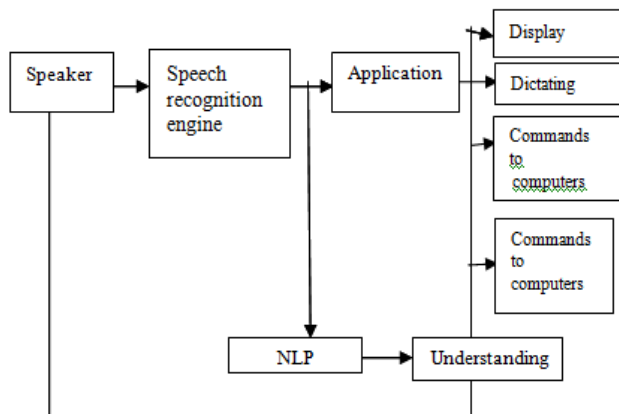 Speaker
Speech
recognition
engine
Application
Display
Dictating
Commands
to
computers
Commands
to
computers
NLP
Understanding